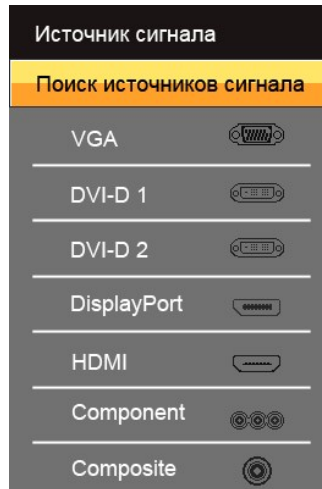 Источник сигнала
Поиск источников сигнала
VGA
DVI-D 1
DVI-D 2
DisplayPort
HDMI
Component
Composite